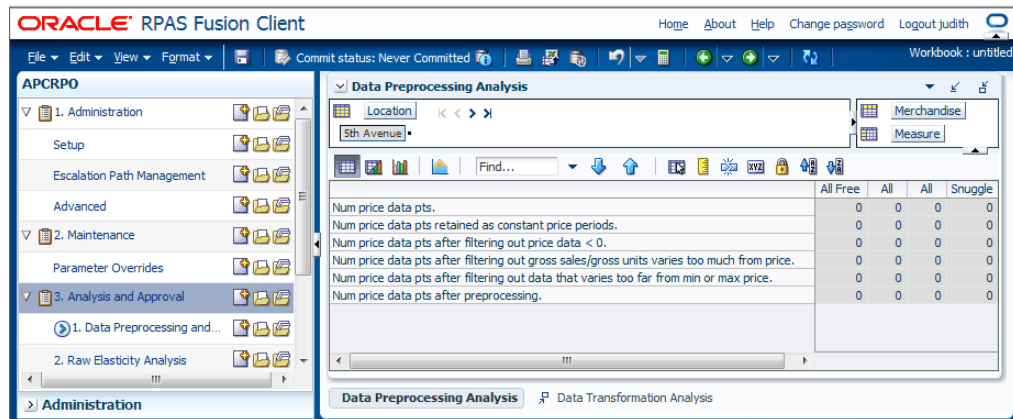 ORACLE RPAS Fusion Client
Home About Help Change password Logout judith
File Edit View Format Commit status: Never Committed Workbook : untitled
APCRPO
1. Administration
Setup
Escalation Path Management
Advanced
2. Maintenance
Parameter Overrides
3. Analysis and Approval
1. Data Preprocessing and...
2. Raw Elasticity Analysis
Administration
Data Preprocessing Analysis
Location
5th Avenue
Merchandise
Measure
Find...
XYZ
All Free All All Snuggle
Num price data pts. 0 0 0 0
Num price data pts retained as constant price periods. 0 0 0 0
Num price data pts after filtering out price data < 0. 0 0 0 0
Num price data pts after filtering out gross sales/gross units varies too much from price. 0 0 0 0
Num price data pts after filtering out data that varies too far from min or max price. 0 0 0 0
Num price data pts after preprocessing. 0 0 0 0
Data Preprocessing Analysis Data Transformation Analysis